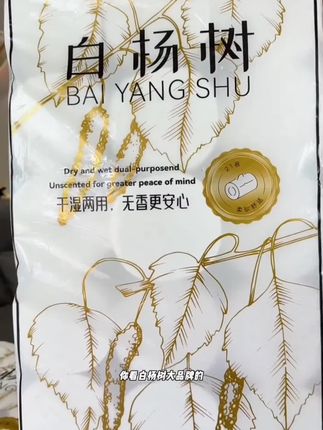 白杨树
BAI YANG SHU
Dry and wet dual-purposend
Unscented for greater peace of mind
干湿两用，无香更安心
你看白杨树大品牌的